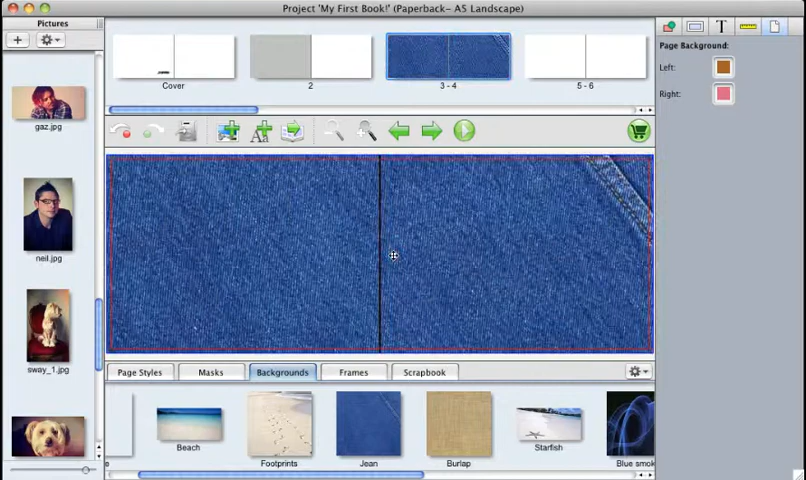 Project 'My First Book!' (Paperback- A5 Landscape)
Pictures
gaz.jpg
neil.jpg
sway_1.jpg
Cover
2
3 - 4
5 - 6
Page Background:
Left:
Right:
Page Styles
Masks
Backgrounds
Frames
Scrapbook
e
Beach
Footprints
Jean
Burlap
Starfish
Blue smok